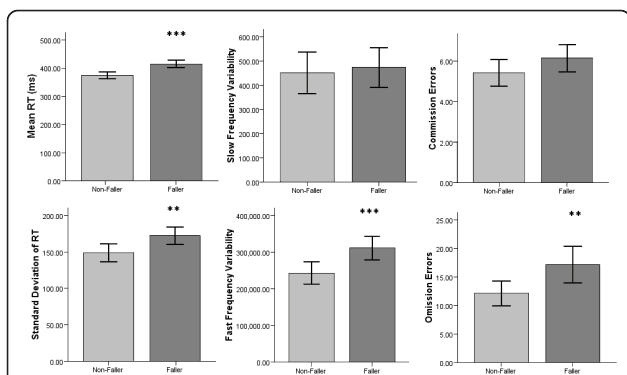 Mean RT (ms)
500.00
400.00
300.00
200.00
100.00
0.00
***
Non-Faller
Faller
Slow Frequency Variability
600.00
500.00
400.00
300.00
200.00
100.00
0.00
Non-Faller
Faller
Commission Errors
6.00
4.00
2.00
0.00
Non-Faller
Faller
Standard Deviation of RT
200.00
150.00
100.00
50.00
0.00
**
Non-Faller
Faller
Fast Frequency Variability
400,000.00
300,000.00
200,000.00
100,000.00
0.00
***
Non-Faller
Faller
Omission Errors
25.00
20.00
15.00
10.00
5.00
0.00
**
Non-Faller
Faller